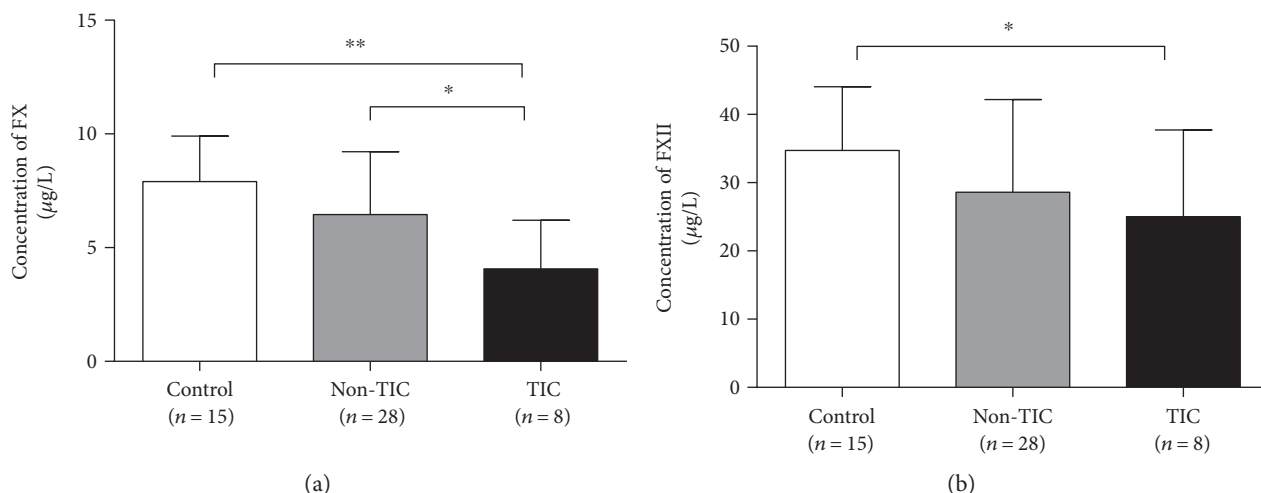 Concentration of FX
(μg/L)
15
10
5
0
**
*
Control
(n = 15)
Non-TIC
(n = 28)
TIC
(n = 8)
(a)
Concentration of FXII
(μg/L)
50
40
30
20
10
0
*
Control
(n = 15)
Non-TIC
(n = 28)
TIC
(n = 8)
(b)